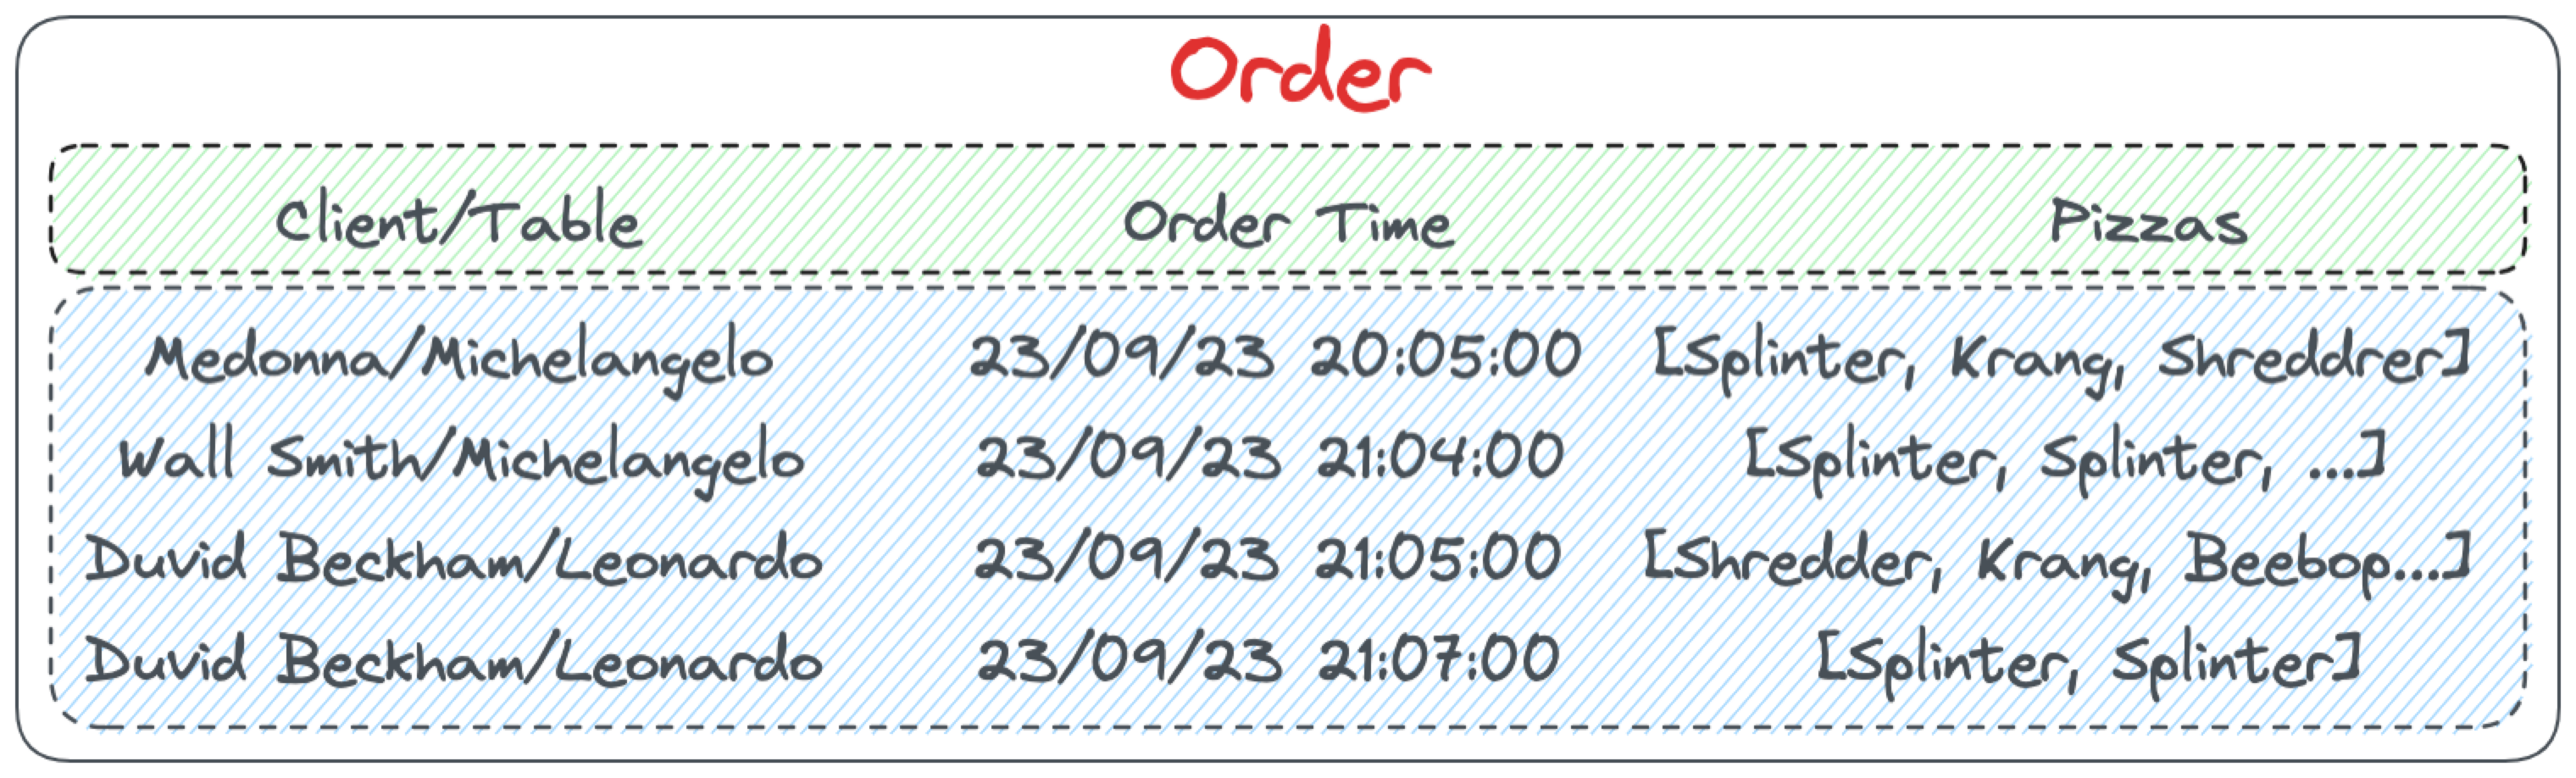 Order
Client/Table Order Time Pizzas
Medonna/Michelangelo 23/09/23 20:05:00 [Splinter, Krang, Shreddrer]
Wall Smith/Michelangelo 23/09/23 21:04:00 [Splinter, Splinter, ...]
Duvid Beckham/Leonardo 23/09/23 21:05:00 [Shredder, Krang, Beebop...]
Duvid Beckham/Leonardo 23/09/23 21:07:00 [Splinter, Splinter]